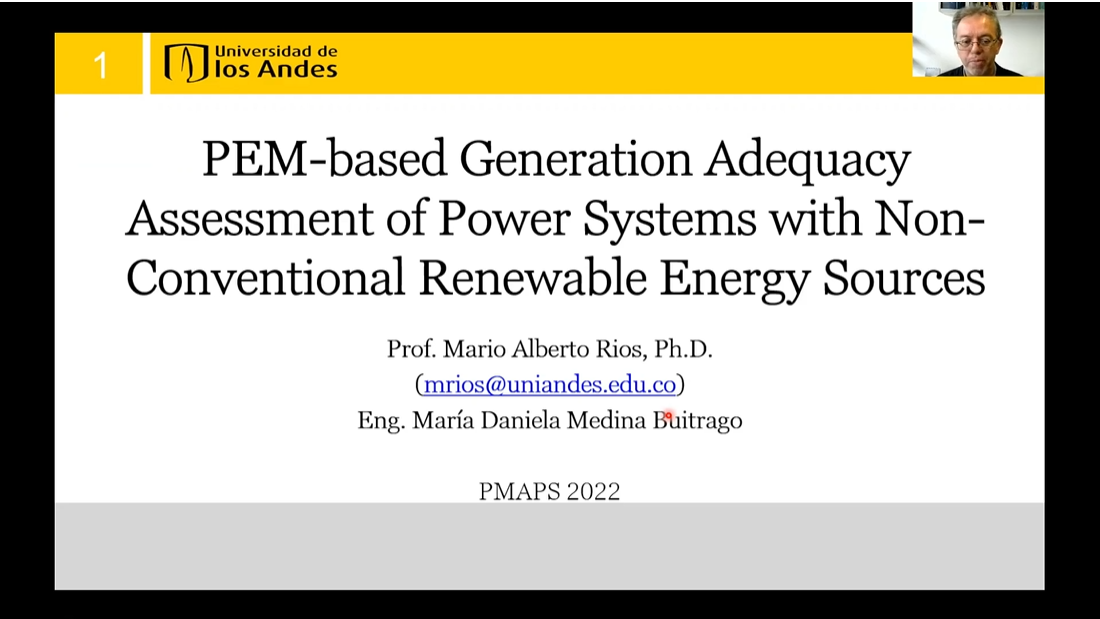 1
Universidad de
los Andes
PEM-based Generation Adequacy
Assessment of Power Systems with Non-
Conventional Renewable Energy Sources
Prof. Mario Alberto Rios, Ph.D.
(mrios@uniandes.edu.co)
Eng. María Daniela Medina Buitrago
PMAPS 2022